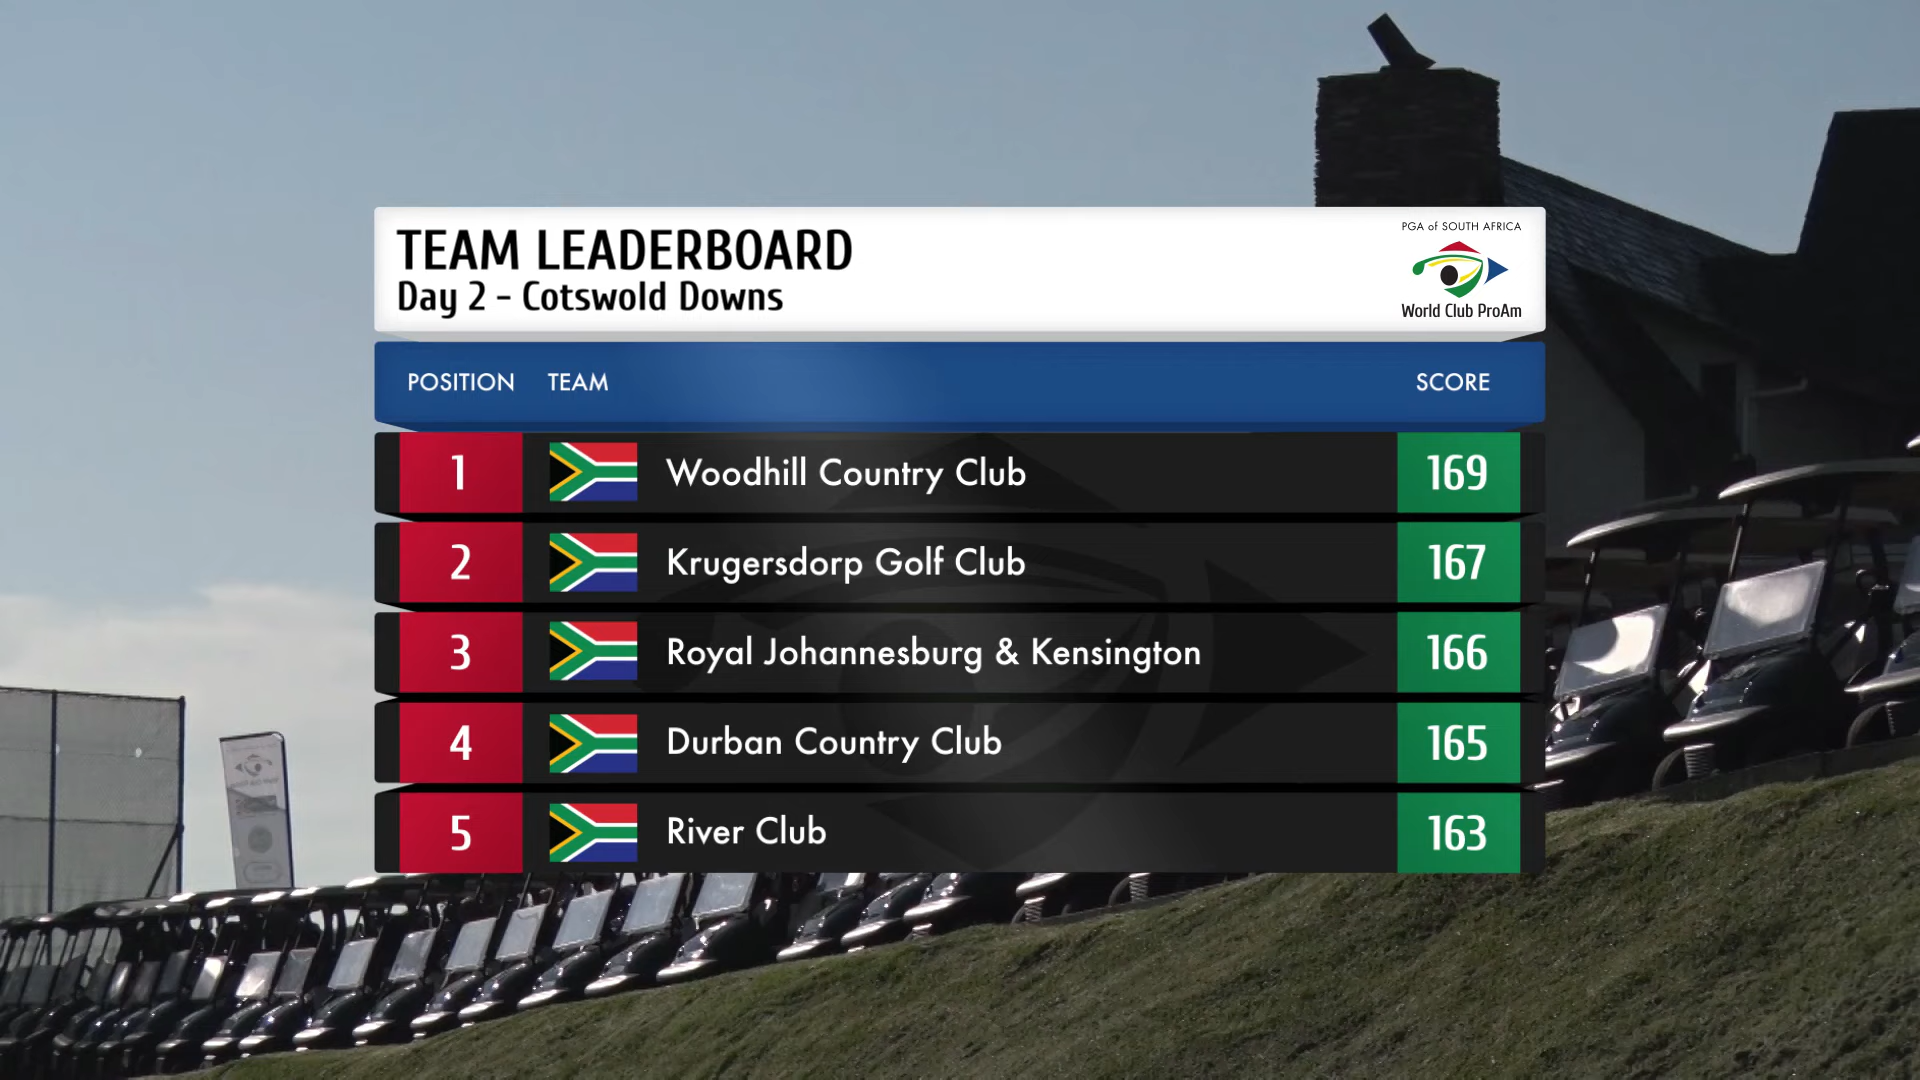 TEAM LEADERBOARD
Day 2 - Cotswold Downs
PGA of SOUTH AFRICA
World Club ProAm
POSITION TEAM SCORE
1 Woodhill Country Club 169
2 Krugersdorp Golf Club 167
3 Royal Johannesburg & Kensington 166
4 Durban Country Club 165
5 River Club 163